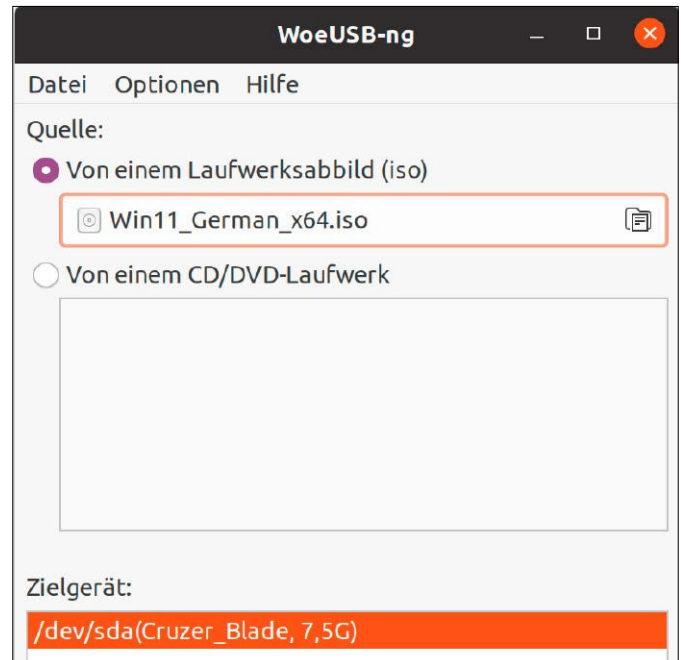 WoeUSB-ng
Datei Optionen Hilfe
Quelle:
Von einem Laufwerksabbild (iso)
Win11_German_x64.iso
Von einem CD/DVD-Laufwerk
Zielgerät:
/dev/sda(Cruzer_Blade, 7,5G)